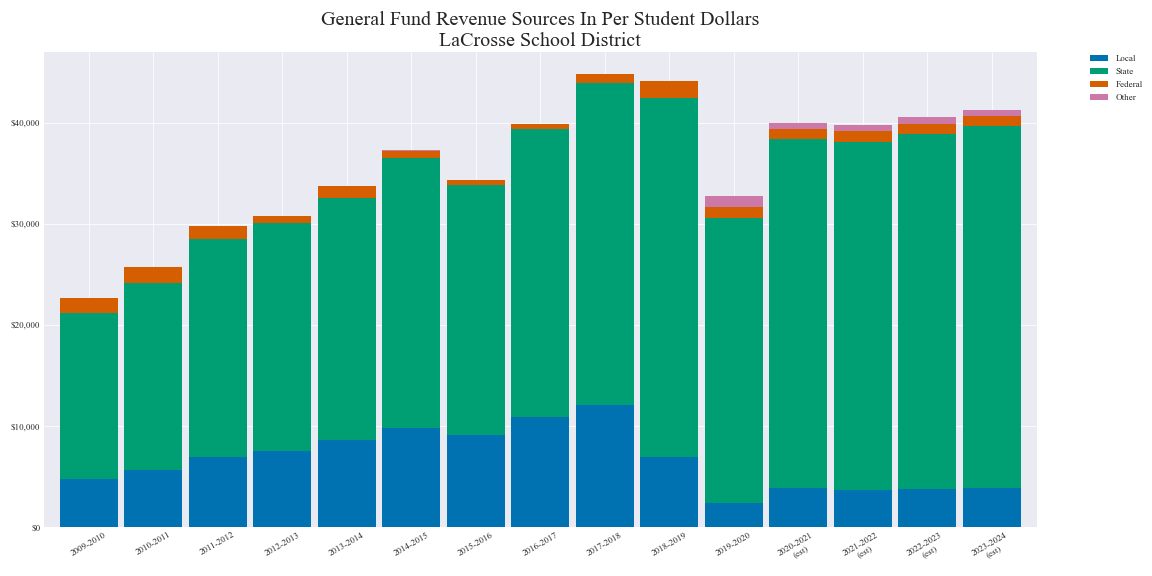 General Fund Revenue Sources In Per Student Dollars
LaCrosse School District
Local
State
Federal
Other
$40,000
$30,000
$20,000
$10,000
$0
2009-2010
2010-2011
2011-2012
2012-2013
2013-2014
2014-2015
2015-2016
2016-2017
2017-2018
2018-2019
2019-2020
2020-2021
(est)
2021-2022
(est)
2022-2023
(est)
2023-2024
(est)